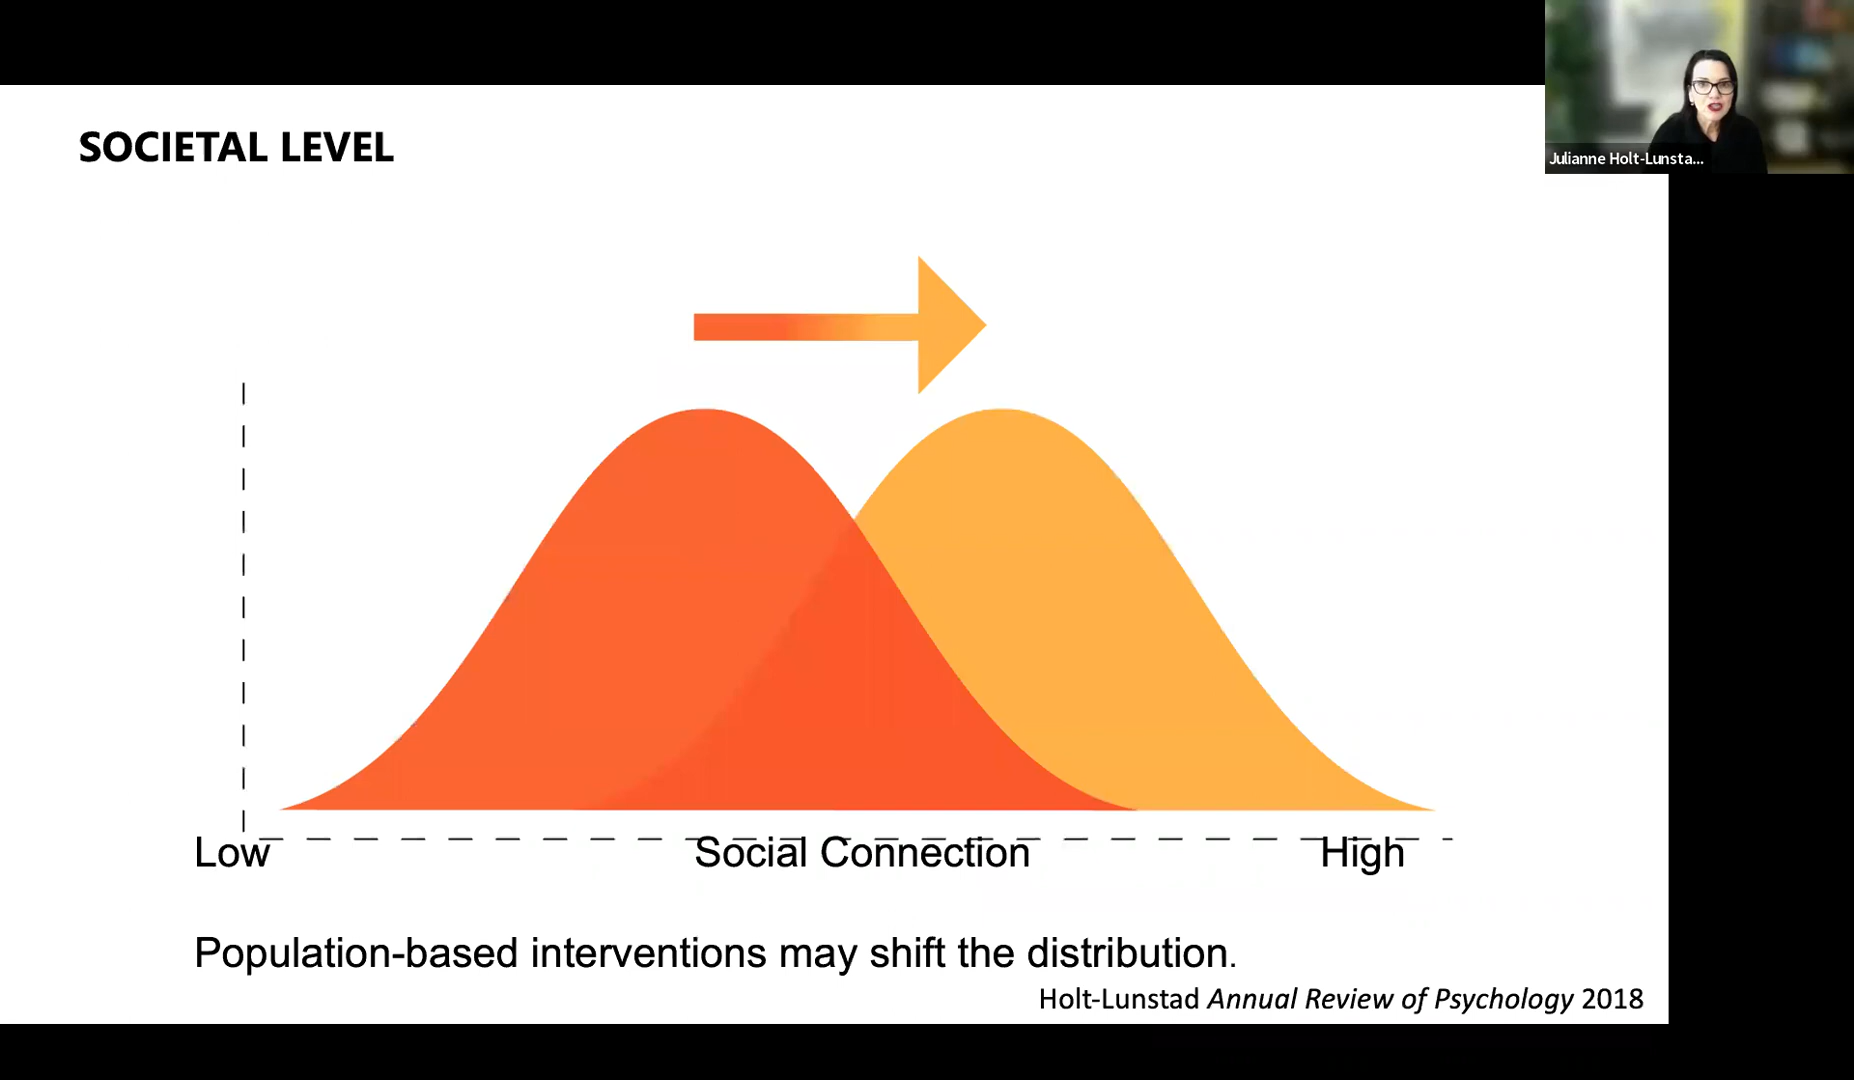 SOCIETAL LEVEL
Julianne Holt-Lunsta...
Low Social Connection High
Population-based interventions may shift the distribution.
Holt-Lunstad Annual Review of Psychology 2018